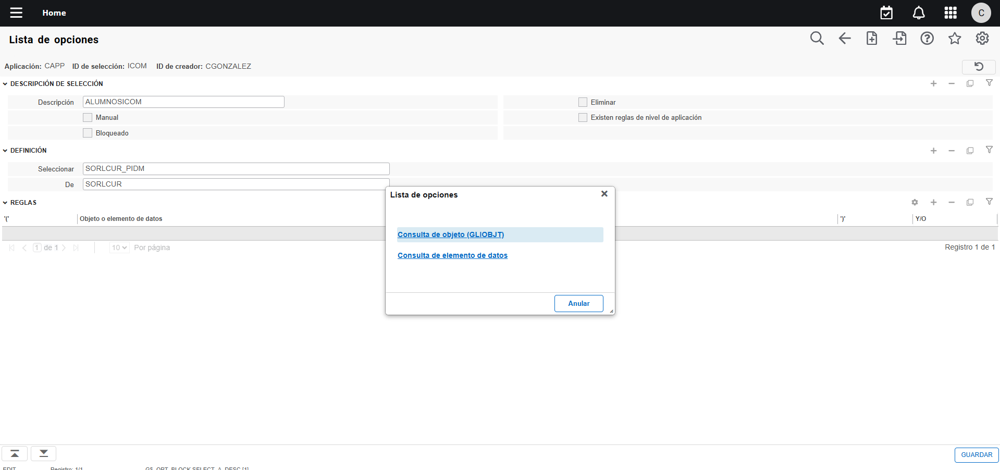 Home
C
Lista de opciones
Aplicación: CAPP ID de selección: ICOM ID de creador: CGONZALEZ
DESCRIPCIÓN DE SELECCIÓN
Descripción ALUMNOSICOM
Eliminar
Manual
Existen reglas de nivel de aplicación
Bloqueado
DEFINICIÓN
Seleccionar SORLCUR_PIDM
De SORLCUR
Lista de opciones
REGLAS
'(' Objeto o elemento de datos ')' Y/O
Consulta de objeto (GLIOBJT)
1 de 1 10 Por página Registro 1 de 1
Consulta de elemento de datos
Anular
GUARDAR
EDIT Registro: 1/1 G$_OPT_BLOCK.SELECT_A_DESC [1]